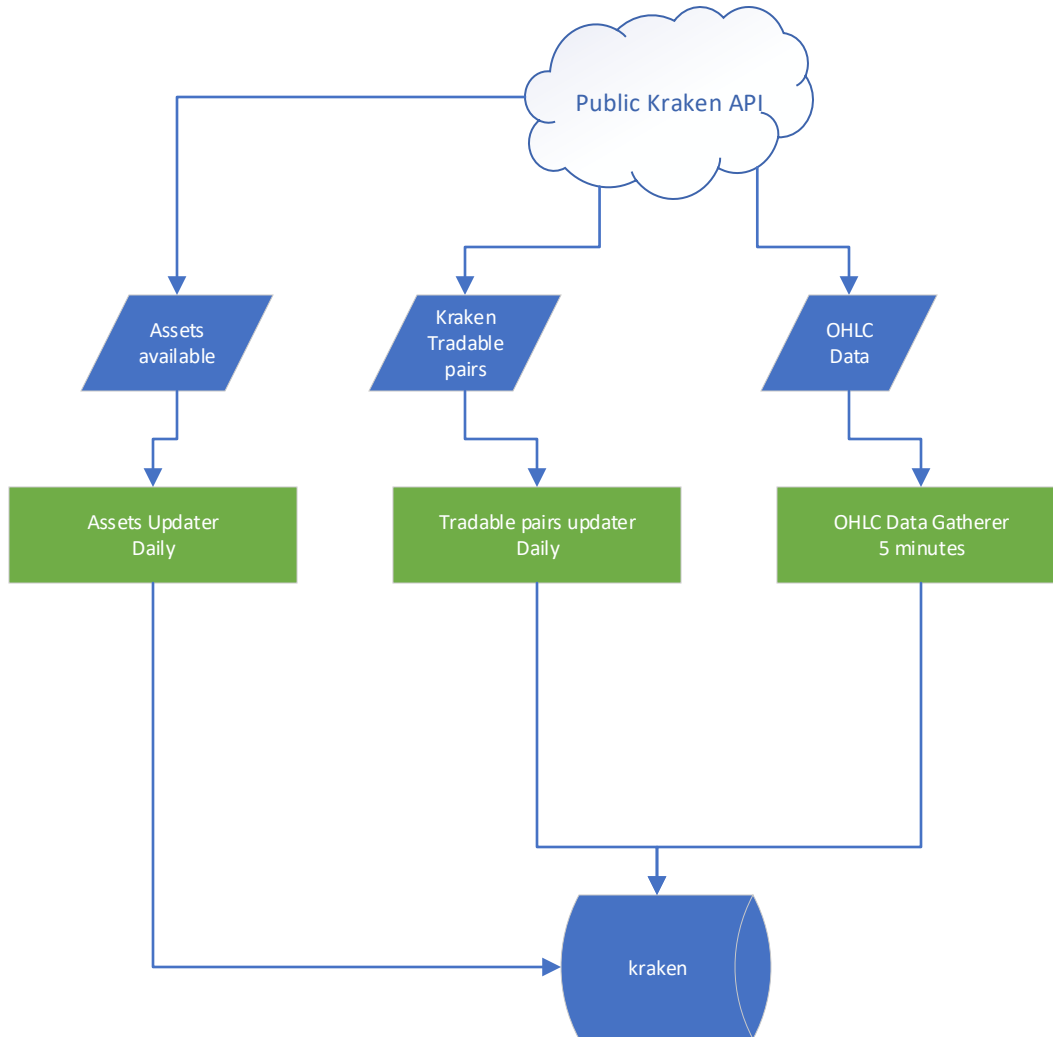 Public Kraken API
Assets
available
Kraken
Tradable
pairs
OHLC
Data
Assets Updater
Daily
Tradable pairs updater
Daily
OHLC Data Gatherer
5 minutes
kraken